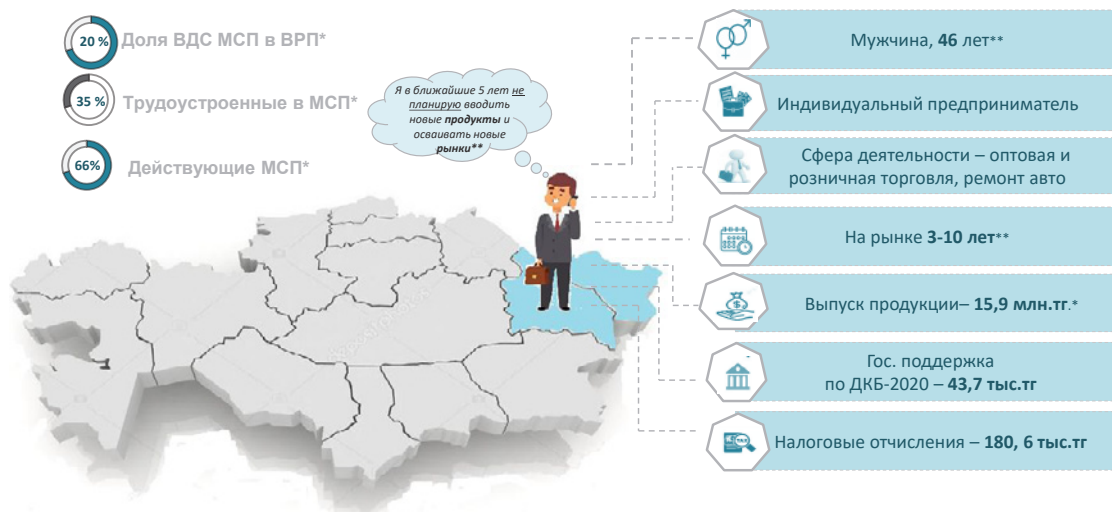 20 %
Доля ВДС МСП в ВРП*
35 %
Трудоустроенные в МСП*
66%
Действующие МСП*
Я в ближайшие 5 лет не
планирую вводить
новые продукты и
осваивать новые
рынки**
Мужчина, 46 лет**
Индивидуальный предприниматель
Сфера деятельности – оптовая и
розничная торговля, ремонт авто
На рынке 3-10 лет**
Выпуск продукции– 15,9 млн.тг.*
Гос. поддержка
по ДКБ-2020 – 43,7 тыс.тг
Налоговые отчисления – 180, 6 тыс.тг